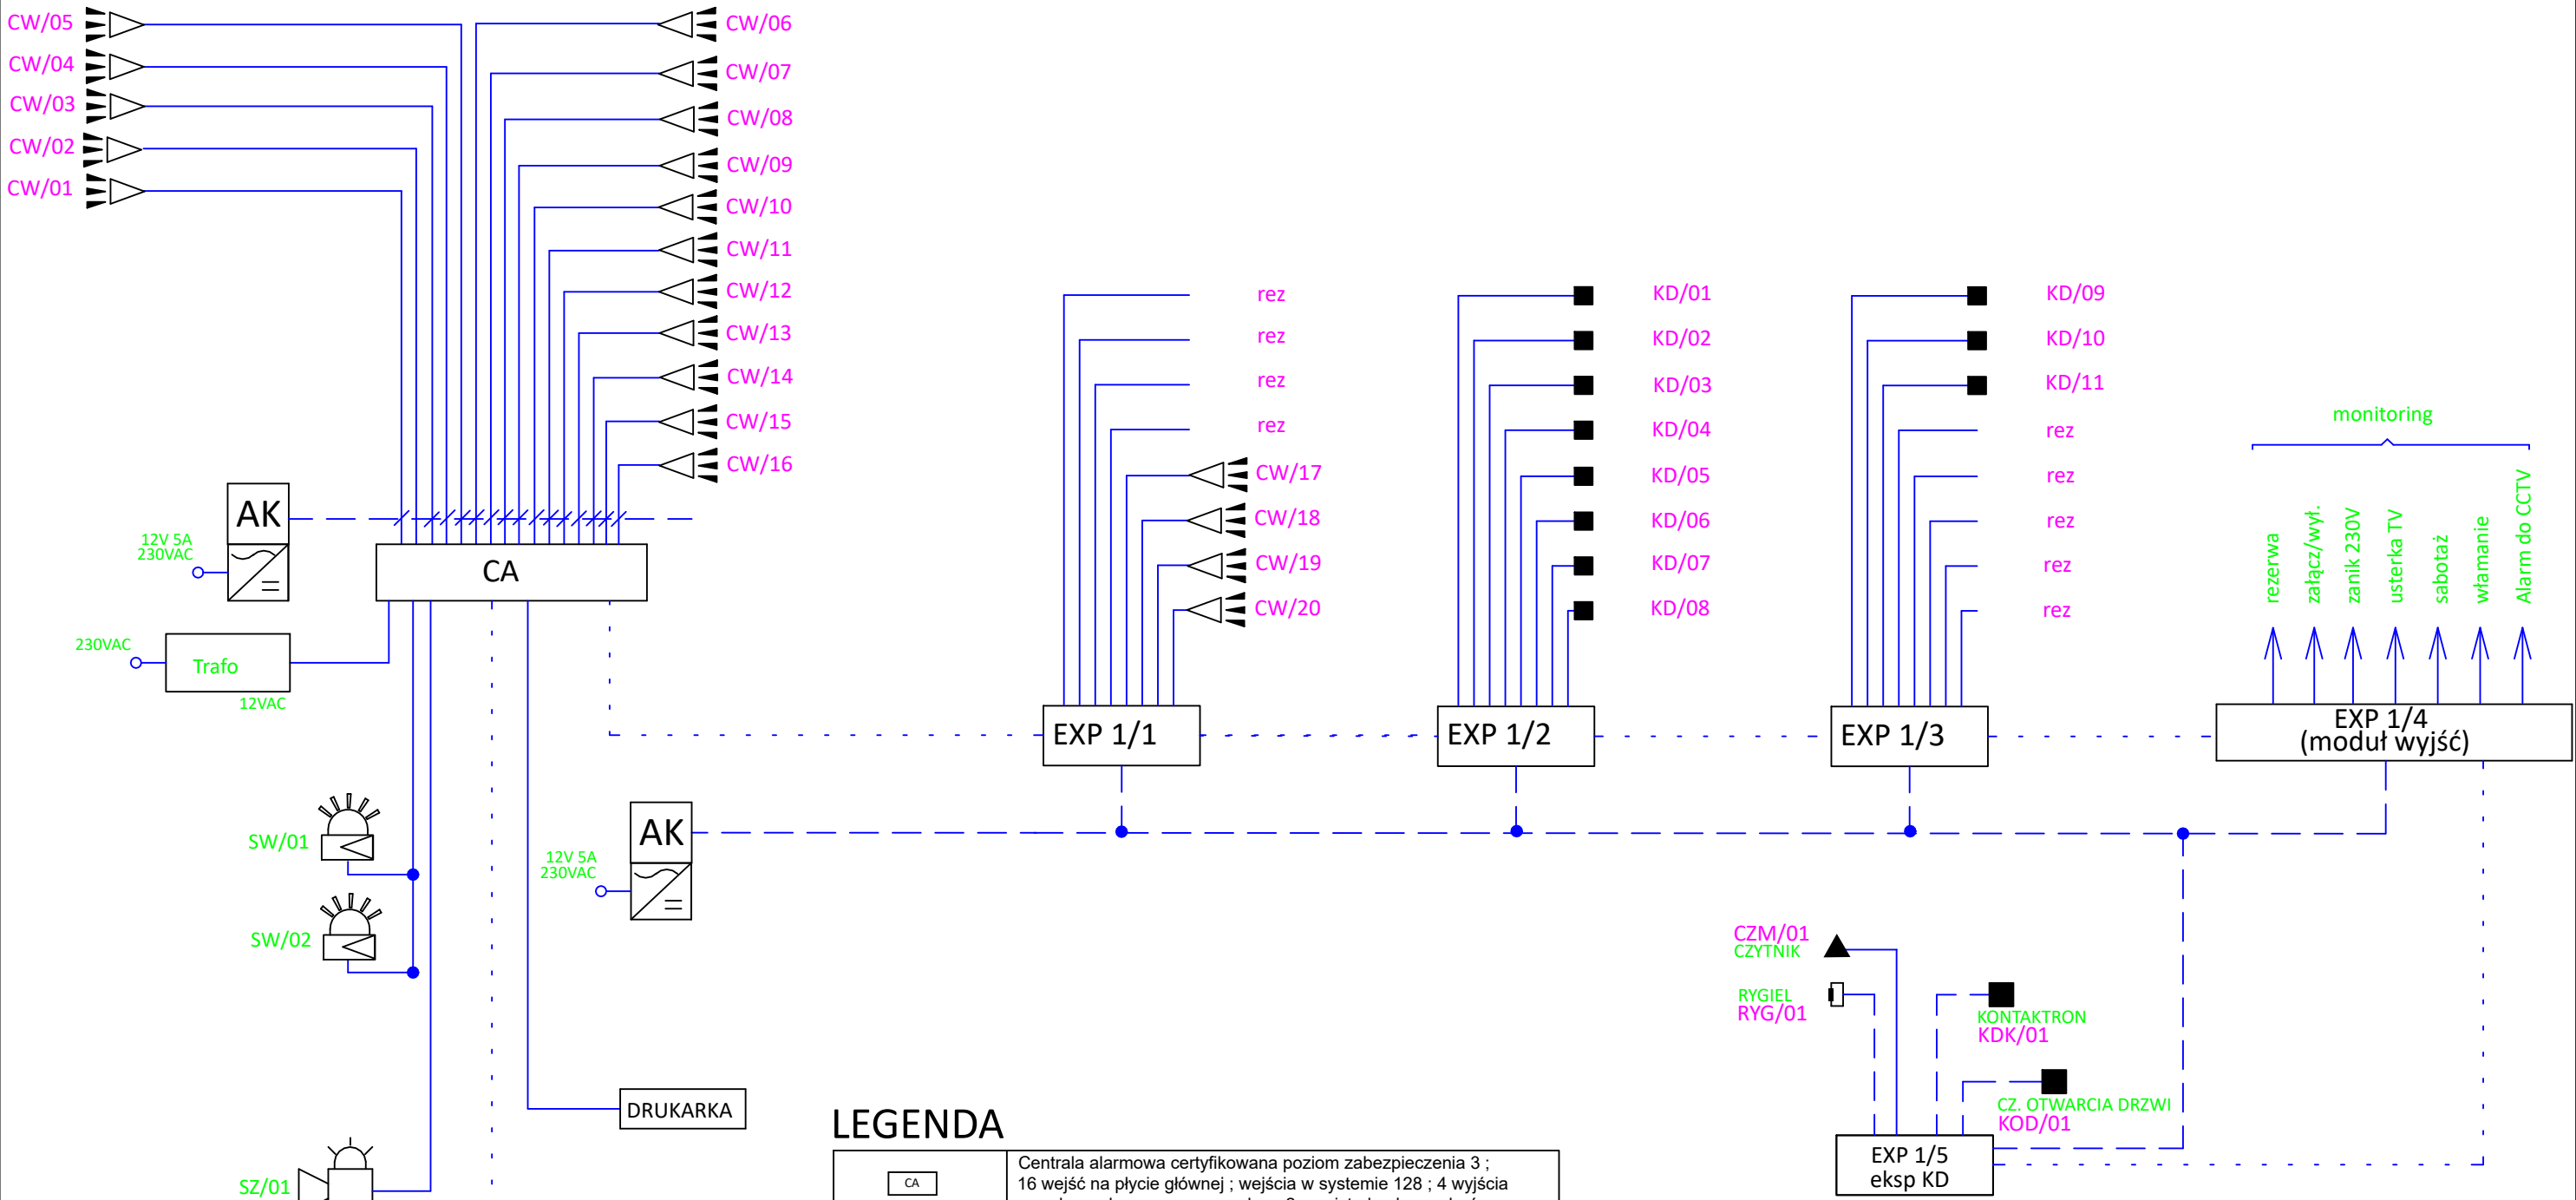 CW/05
CW/04
CW/03
CW/02
CW/01
CW/06
CW/07
CW/08
CW/09
CW/10
CW/11
CW/12
CW/13
CW/14
CW/15
CW/16
AK
12V 5A
230VAC
CA
230VAC
Trafo
12VAC
rez
rez
rez
rez
CW/17
CW/18
CW/19
CW/20
EXP 1/1
KD/01
KD/02
KD/03
KD/04
KD/05
KD/06
KD/07
KD/08
EXP 1/2
KD/09
KD/10
KD/11
rez
rez
rez
rez
rez
EXP 1/3
monitoring
rezerwa
załącz/wył.
zanik 230V
usterka TV
sabotaż
włamanie
Alarm do CCTV
EXP 1/4
(moduł wyjść)
SW/01
SW/02
AK
12V 5A
230VAC
DRUKARKA
SZ/01
CZM/01
CZYTNIK
RYGIEL
RYG/01
KONTAKTRON
KDK/01
CZ. OTWARCIA DRZWI
KOD/01
EXP 1/5
eksp KD
LEGENDA
CA
Centrala alarmowa certyfikowana poziom zabezpieczenia 3 ;
16 wejść na płycie głównej ; wejścia w systemie 128 ; 4 wyjścia